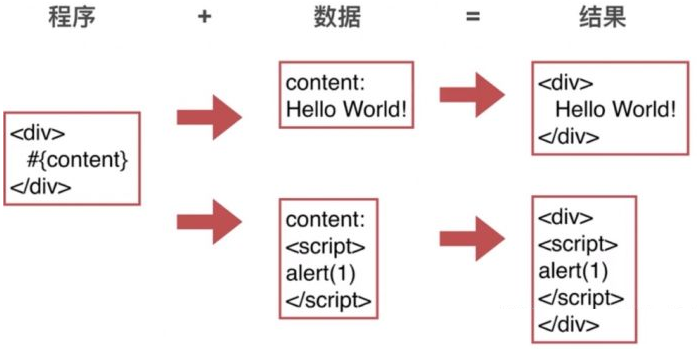 程序 + 数据 = 结果
<div>
#{content}
</div>
content:
Hello World!
<div>
Hello World!
</div>
content:
<script>
alert(1)
</script>
<div>
<script>
alert(1)
</script>
</div>